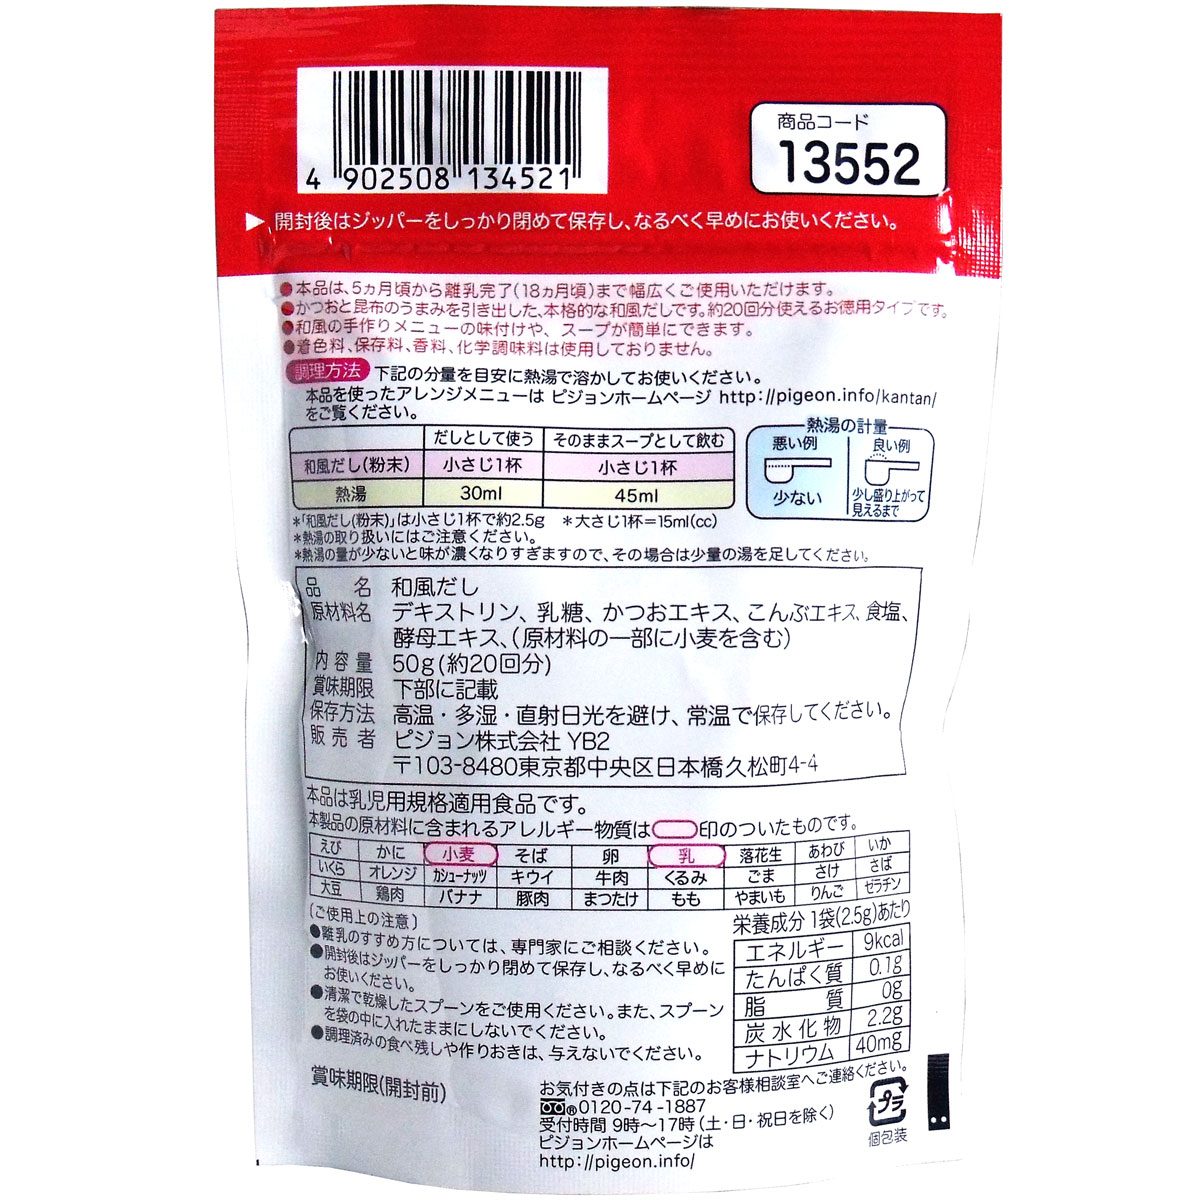 商品コード
13552
4 902508 134521
▶ 開封後はジッパーをしっかり閉めて保存し、なるべく早めにお使いください。
●本品は、5ヵ月頃から離乳完了(18ヵ月頃)まで幅広くご使用いただけます。
●かつおと昆布のうまみを引き出した、本格的な和風だしです。約20回分使えるお徳用タイプです。
●和風の手作りメニューの味付けや、スープが簡単にできます。
●着色料、保存料、香料、化学調味料は使用しておりません。
調理方法 下記の分量を目安に熱湯で溶かしてお使いください。
本品を使ったアレンジメニューは ピジョンホームページ http://pigeon.info/kantan/
をご覧ください。
だしとして使う そのままスープとして飲む
和風だし(粉末) 小さじ1杯 小さじ1杯
熱湯 30ml 45ml
熱湯の計量
悪い例 良い例
少ない 少し盛り上がって
見えるまで
*「和風だし(粉末)」は小さじ1杯で約2.5g *大さじ1杯=15ml(cc)
*熱湯の取り扱いにはご注意ください。
*熱湯の量が少ないと味が濃くなりすぎますので、その場合は少量の湯を足してください。
品名 和風だし
原材料名 デキストリン、乳糖、かつおエキス、こんぶエキス、食塩、
酵母エキス、(原材料の一部に小麦を含む)
内容量 50g(約20回分)
賞味期限 下部に記載
保存方法 高温・多湿・直射日光を避け、常温で保存してください。
販売者 ピジョン株式会社 YB2
〒103-8480東京都中央区日本橋久松町4-4
本品は乳児用規格適用食品です。
本製品の原材料に含まれるアレルギー物質は 印のついたものです。
えび かに 小麦 そば 卵 乳 落花生 あわび いか
いくら オレンジ カシューナッツ キウイ 牛肉 くるみ ごま さけ さば
大豆 鶏肉 バナナ 豚肉 まつたけ もも やまいも りんご ゼラチン
〔ご使用上の注意〕
●離乳のすすめ方については、専門家にご相談ください。
●開封後はジッパーをしっかり閉めて保存し、なるべく早めに
お使いください。
●清潔で乾燥したスプーンをご使用ください。また、スプーン
を袋の中に入れたままにしないでください。
●調理済みの食べ残しや作りおきは、与えないでください。
栄養成分 1袋(2.5g)あたり
エネルギー 9kcal
たんぱく質 0.1g
脂質 0g
炭水化物 2.2g
ナトリウム 40mg
賞味期限(開封前)
お気付きの点は下記のお客様相談室へご連絡ください。
®0120-74-1887
受付時間 9時〜17時(土・日・祝日を除く)
ピジョンホームページは
http://pigeon.info/
プラ
個包装